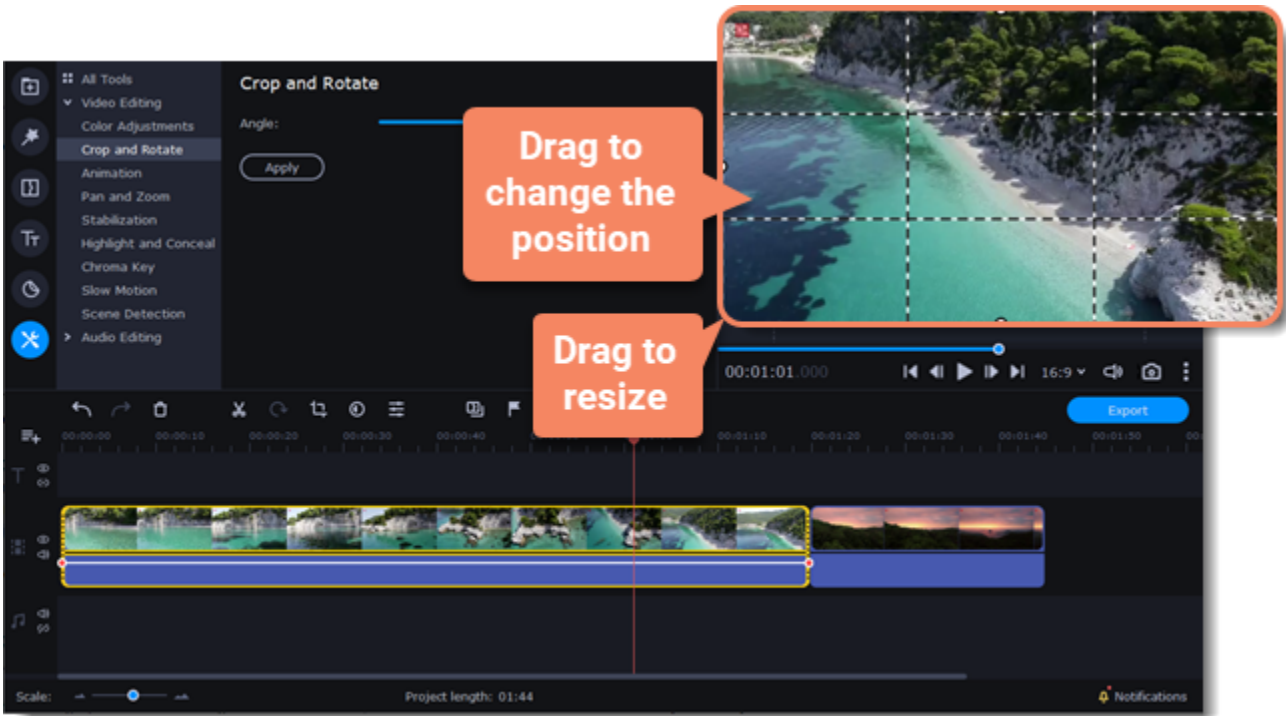 All Tools
Video Editing
Color Adjustments
Crop and Rotate
Animation
Pan and Zoom
Stabilization
Highlight and Conceal
Chroma Key
Slow Motion
Scene Detection
Audio Editing
Crop and Rotate
Angle:
Apply
Drag to
change the
position
Drag to
resize
00:01:01.000
16:9
Export
00:00:00 00:00:10 00:00:20 00:00:30 00:00:40 00:01:10 00:01:20 00:01:30 00:01:40 00:01:50
Scale:
Project length: 01:44
Notifications